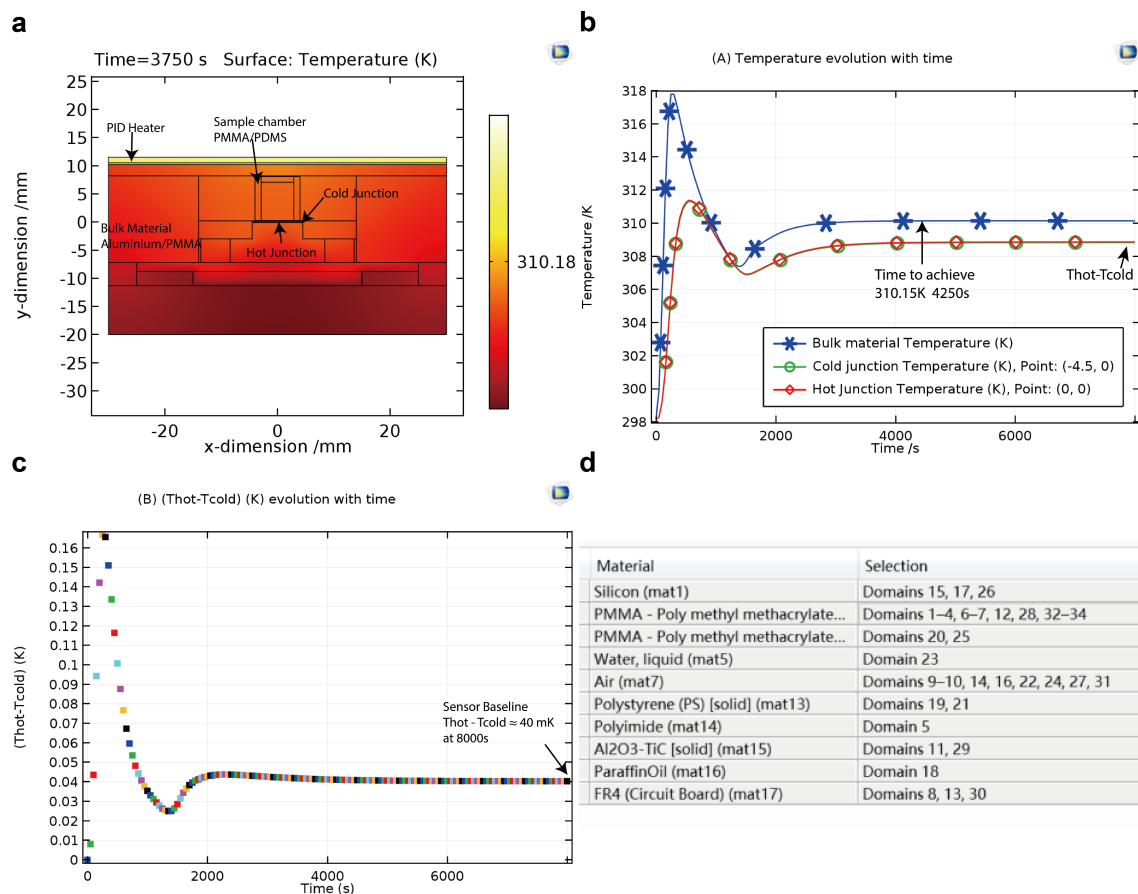 a
Time=3750 s   Surface: Temperature (K)
25
20
15
10
5
0
-5
-10
-15
-20
-25
-30
y-dimension /mm
-20
0
20
x-dimension /mm
PID Heater
Sample chamber
PMMA/PDMS
Cold Junction
Bulk Material
Aluminium/PMMA
Hot Junction
310.18
b
(A) Temperature evolution with time
318
316
314
312
310
308
306
304
302
300
298
Temperature /K
0
2000
4000
6000
Time /s
Time to achieve
310.15K 4250s
Thot-Tcold
Bulk material Temperature (K)
Cold junction Temperature (K), Point: (-4.5, 0)
Hot Junction Temperature (K), Point: (0, 0)
c
(B) (Thot-Tcold) (K) evolution with time
0.16
0.15
0.14
0.13
0.12
0.11
0.1
0.09
0.08
0.07
0.06
0.05
0.04
0.03
0.02
0.01
0
(Thot-Tcold) (K)
0
2000
4000
6000
Time (s)
Sensor Baseline
Thot - Tcold ≈ 40 mK
at 8000s
d
Material   Selection
Silicon (mat1)   Domains 15, 17, 26
PMMA - Poly methyl methacrylate...   Domains 1–4, 6–7, 12, 28, 32–34
PMMA - Poly methyl methacrylate...   Domains 20, 25
Water, liquid (mat5)   Domain 23
Air (mat7)   Domains 9–10, 14, 16, 22, 24, 27, 31
Polystyrene (PS) [solid] (mat13)   Domains 19, 21
Polyimide (mat14)   Domain 5
Al2O3-TiC [solid] (mat15)   Domains 11, 29
ParaffinOil (mat16)   Domain 18
FR4 (Circuit Board) (mat17)   Domains 8, 13, 30